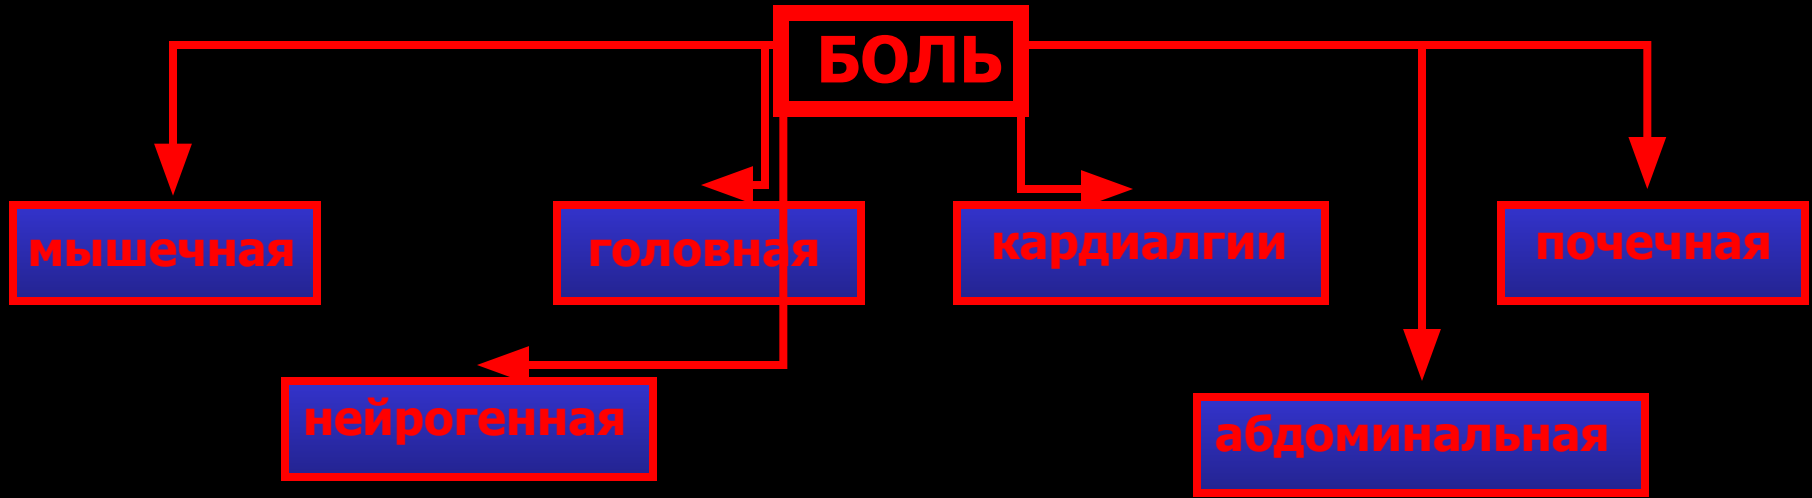 БОЛЬ
мышечная
головная
кардиалгии
почечная
нейрогенная
абдоминальная